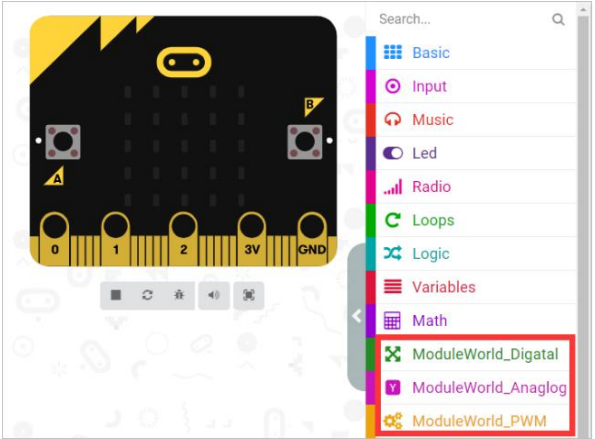 Search...
Basic
Input
Music
B
Led
A
Radio
Loops
0 1 2 3V GND
Logic
Variables
Math
ModuleWorld_Digatal
Y ModuleWorld_Anaglog
ModuleWorld_PWM